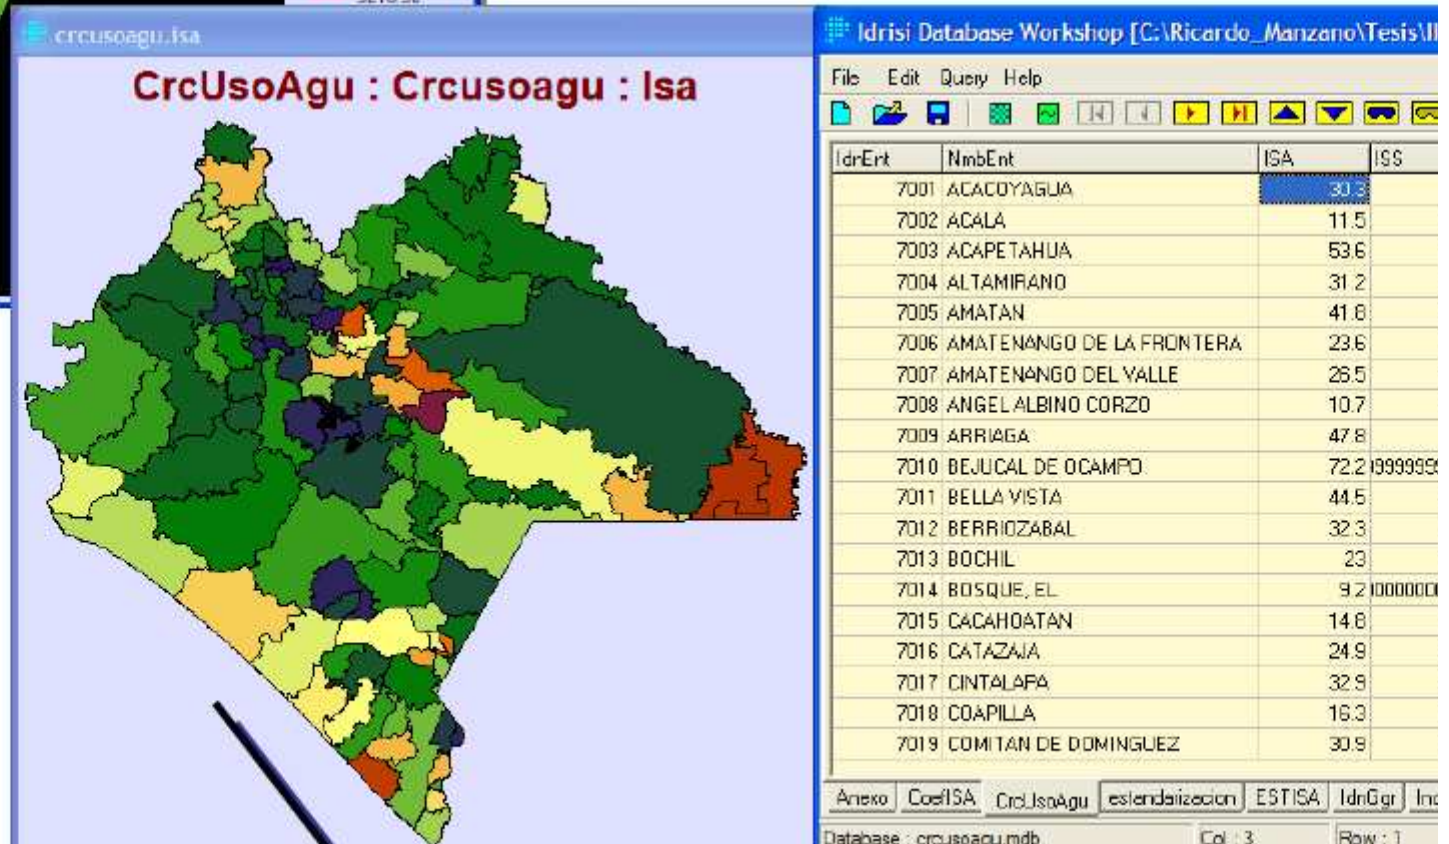 crcusoagu.isa
CrcUsoAgu : Crcusoagu : Isa
Idrisi Database Workshop [C:\Ricardo_Manzano\Tesis\
File Edit Query Help
IdrEnt NmbEnt ISA ISS
7001 ACACOYAGUA 30.3
7002 ACALA 11.5
7003 ACAPETAHUA 53.6
7004 ALTAMIRANO 31.2
7005 AMATAN 41.8
7006 AMATENANGO DE LA FRONTERA 23.6
7007 AMATENANGO DEL VALLE 26.5
7008 ANGEL ALBINO CORZO 10.7
7009 ARRIAGA 47.8
7010 BEJUCAL DE OCAMPO 72.2
7011 BELLA VISTA 44.5
7012 BERRIOZABAL 32.3
7013 BOCHIL 23
7014 BOSQUE, EL 9.2
7015 CACAHOATAN 14.8
7016 CATAZAJA 24.9
7017 CINTALAPA 32.9
7018 COAPILLA 16.3
7019 COMITAN DE DOMINGUEZ 30.9
Anexo CoefISA CrcUsoAgu estandarizacion ESTISA IdnGgr
Database : crcusoagu.mdb Col : 3 Row : 1